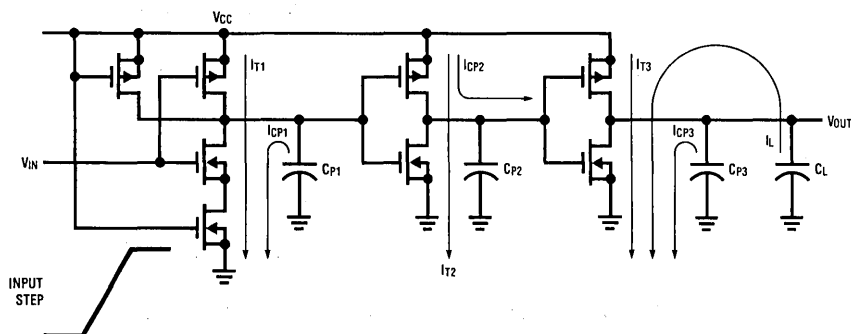 VCC
IT1
ICP2
IT3
ICP1
IL
ICP3
VOUT
VIN
CP1
CP2
CP3
CL
IT2
INPUT
STEP